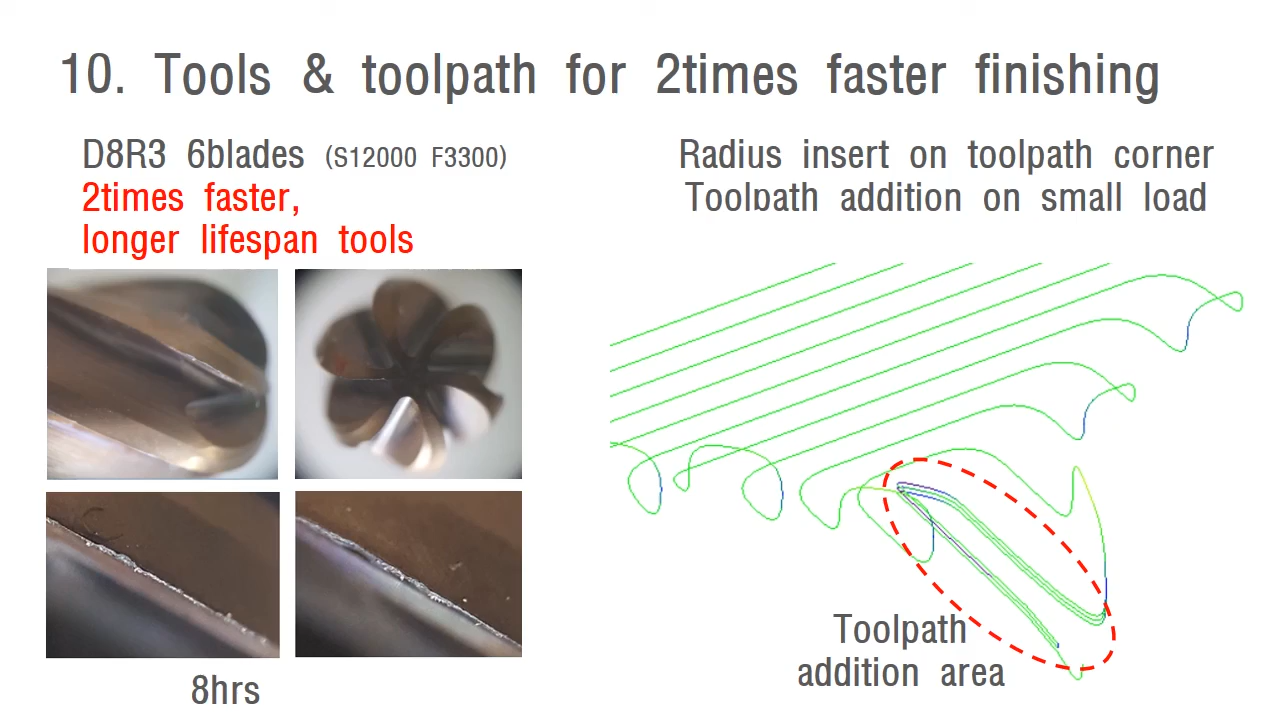 10. Tools & toolpath for 2times faster finishing
D8R3 6blades (S12000 F3300)
2times faster,
longer lifespan tools
8hrs
Radius insert on toolpath corner
Toolpath addition on small load
Toolpath
addition area